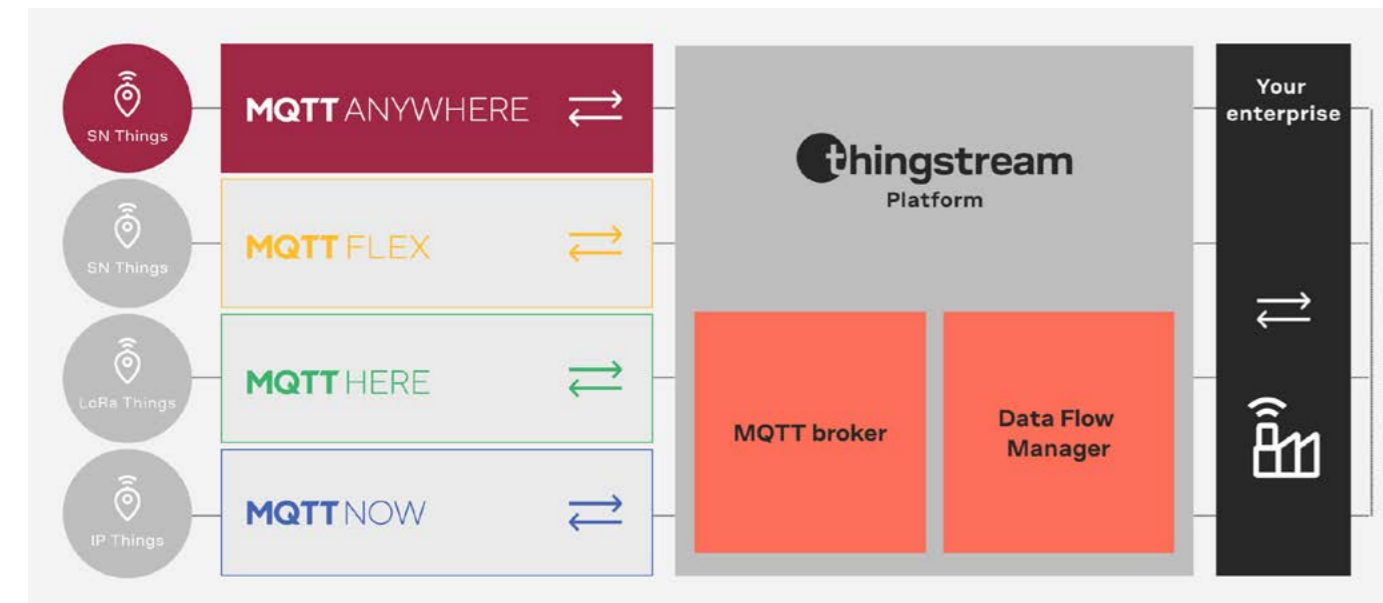 SN Things
MQTT ANYWHERE
SN Things
MQTT FLEX
LoRa Things
MQTT HERE
IP Things
MQTT NOW
thingstream
Platform
MQTT broker
Data Flow
Manager
Your
enterprise